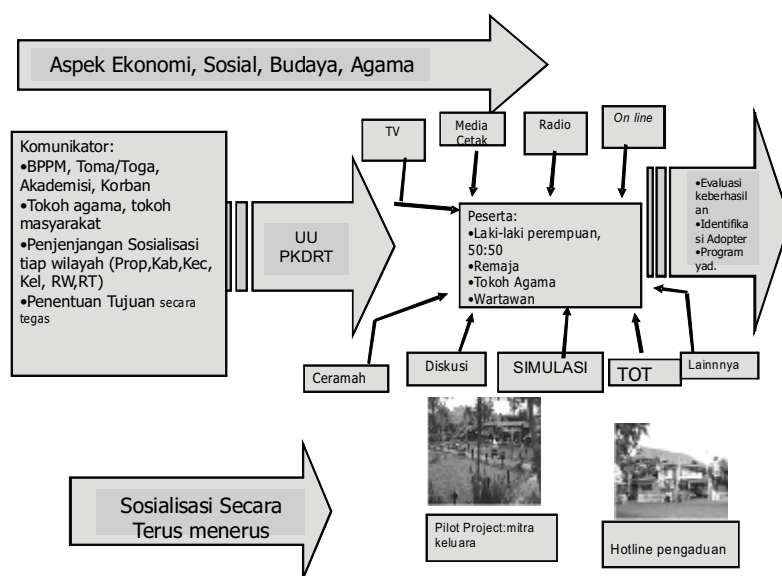 Aspek Ekonomi, Sosial, Budaya, Agama
Komunikator:
•BPPM, Toma/Toga,
Akademisi, Korban
•Tokoh agama, tokoh
masyarakat
•Penjenjangan Sosialisasi
tiap wilayah (Prop,Kab,Kec,
Kel, RW,RT)
•Penentuan Tujuan secara
tegas
UU
PKDRT
TV
Media
Cetak
Radio
On line
Peserta:
•Laki-laki perempuan,
50:50
•Remaja
•Tokoh Agama
•Wartawan
•Evaluasi
keberhasil
an
•Identifika
si Adopter
•Program
yad.
Ceramah
Diskusi
SIMULASI
TOT
Lainnnya
Sosialisasi Secara
Terus menerus
Pilot Project:mitra
keluara
Hotline pengaduan